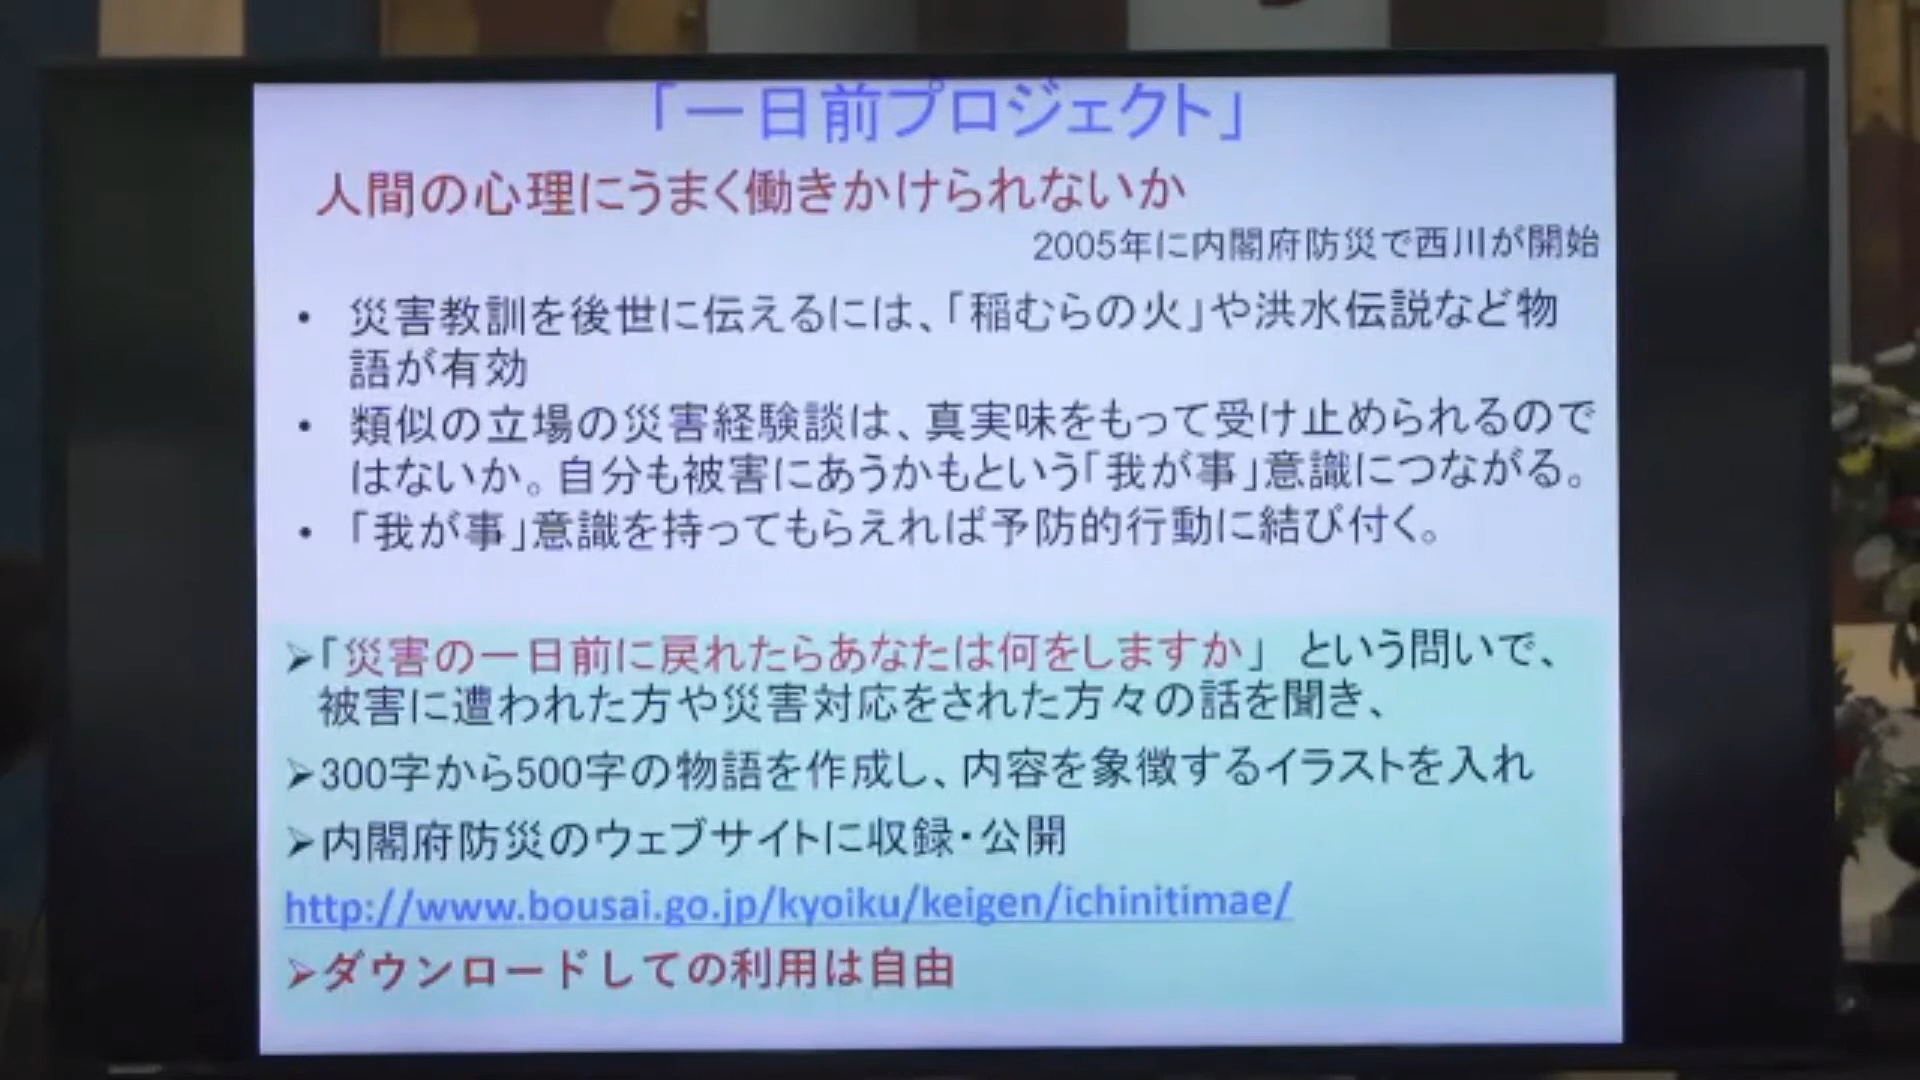 「一日前プロジェクト」
人間の心理にうまく働きかけられないか
2005年に内閣府防災で西川が開始
• 災害教訓を後世に伝えるには、「稲むらの火」や洪水伝説など物
語が有効
• 類似の立場の災害経験談は、真実味をもって受け止められるので
はないか。自分も被害にあうかもという「我が事」意識につながる。
• 「我が事」意識を持ってもらえれば予防的行動に結び付く。
➢「災害の一日前に戻れたらあなたは何をしますか」 という問いで、
被害に遭われた方や災害対応をされた方々の話を聞き、
➢300字から500字の物語を作成し、内容を象徴するイラストを入れ
➢内閣府防災のウェブサイトに収録・公開
http://www.bousai.go.jp/kyoiku/keigen/ichinitimae/
➢ダウンロードしての利用は自由